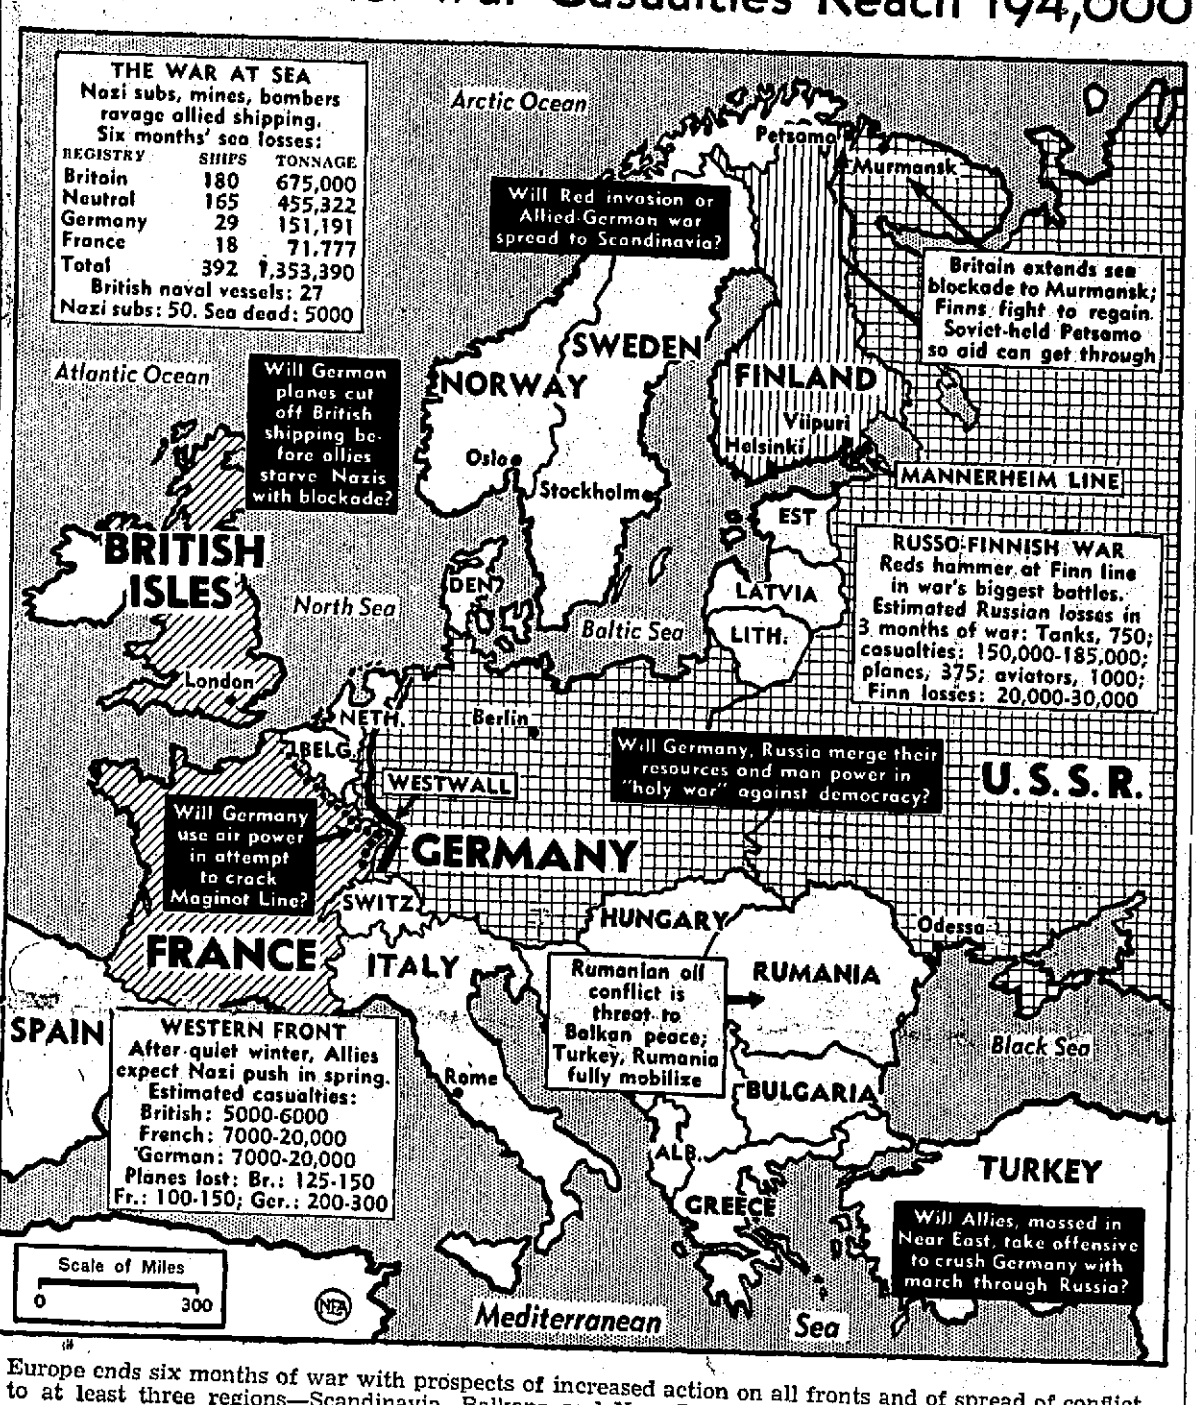 War Casualties Reach 194,000
THE WAR AT SEA
Nazi subs, mines, bombers
ravage allied shipping.
Six months' sea losses:
REGISTRY SHIPS TONNAGE
Britain 180 675,000
Neutral 165 455,322
Germany 29 151,191
France 18 71,777
Total 392 1,353,390
British naval vessels: 27
Nazi subs: 50. Sea dead: 5000
Arctic Ocean
Petsamo
Murmansk
Will Red invasion or
Allied-German war
spread to Scandinavia?
Britain extends sea
blockade to Murmansk;
Finns fight to regain
Soviet-held Petsamo
so aid can get through
Atlantic Ocean
Will German
planes cut
off British
shipping be-
fore allies
starve Nazis
with blockade?
SWEDEN
NORWAY
FINLAND
Viipuri
Helsinki
Oslo
Stockholm
MANNERHEIM LINE
EST
BRITISH
ISLES
RUSSO-FINNISH WAR
Reds hammer at Finn line
in war's biggest battles.
Estimated Russian losses in
3 months of war: Tanks, 750;
casualties: 150,000-185,000;
planes, 375; aviators, 1000;
Finn losses: 20,000-30,000
DEN.
LATVIA
North Sea
Baltic Sea
LITH.
London
NETH.
Berlin
BELG.
WESTWALL
Will Germany, Russia merge their
resources and man power in
"holy war" against democracy?
U.S.S.R.
Will Germany
use air power
in attempt
to crack
Maginot Line?
GERMANY
SWITZ.
HUNGARY
Odessa
FRANCE
ITALY
Rumanian oil
conflict is
threat to
Balkan peace;
Turkey, Rumania
fully mobilize
RUMANIA
SPAIN
WESTERN FRONT
After quiet winter, Allies
expect Nazi push in spring.
Estimated casualties:
British: 5000-6000
French: 7000-20,000
German: 7000-20,000
Planes lost: Br.: 125-150
Fr.: 100-150; Ger.: 200-300
Black Sea
Rome
BULGARIA
ALB.
TURKEY
GREECE
Will Allies, massed in
Near East, take offensive
to crush Germany with
march through Russia?
Scale of Miles
0 300
NEA
Mediterranean
Sea
Europe ends six months of war with prospects of increased action on all fronts and of spread of conflict
to at least three regions—Scandinavia, Balkans and